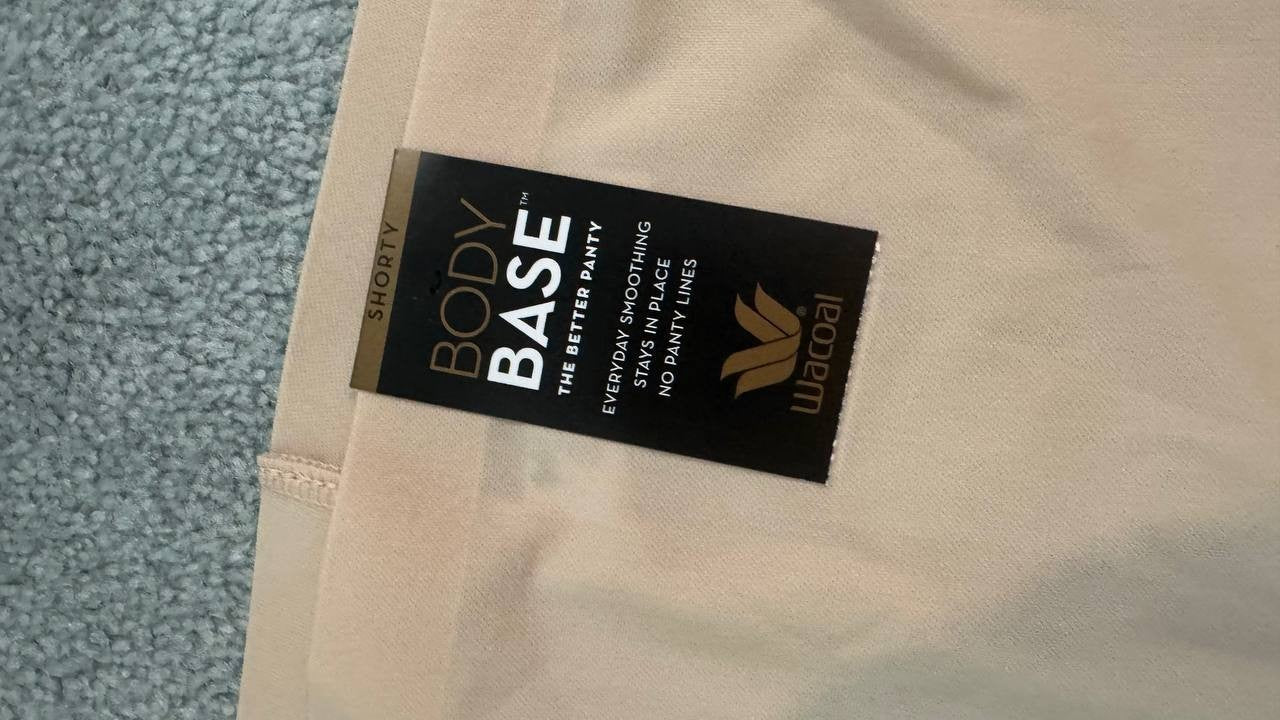 SHORTY
BODY
BASE™
THE BETTER PANTY
EVERYDAY SMOOTHING
STAYS IN PLACE
NO PANTY LINES
wacoal®